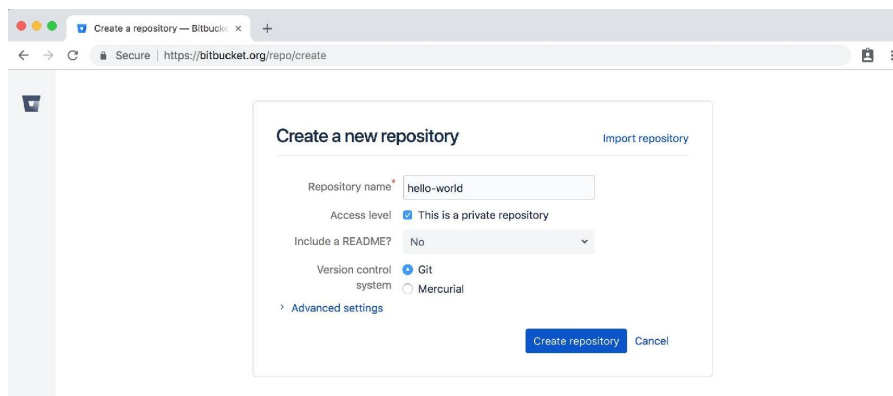 Create a repository — Bitbucke
Secure | https://bitbucket.org/repo/create
Create a new repository
Import repository
Repository name*
hello-world
Access level
This is a private repository
Include a README?
No
Version control system
Git
Mercurial
Advanced settings
Create repository
Cancel